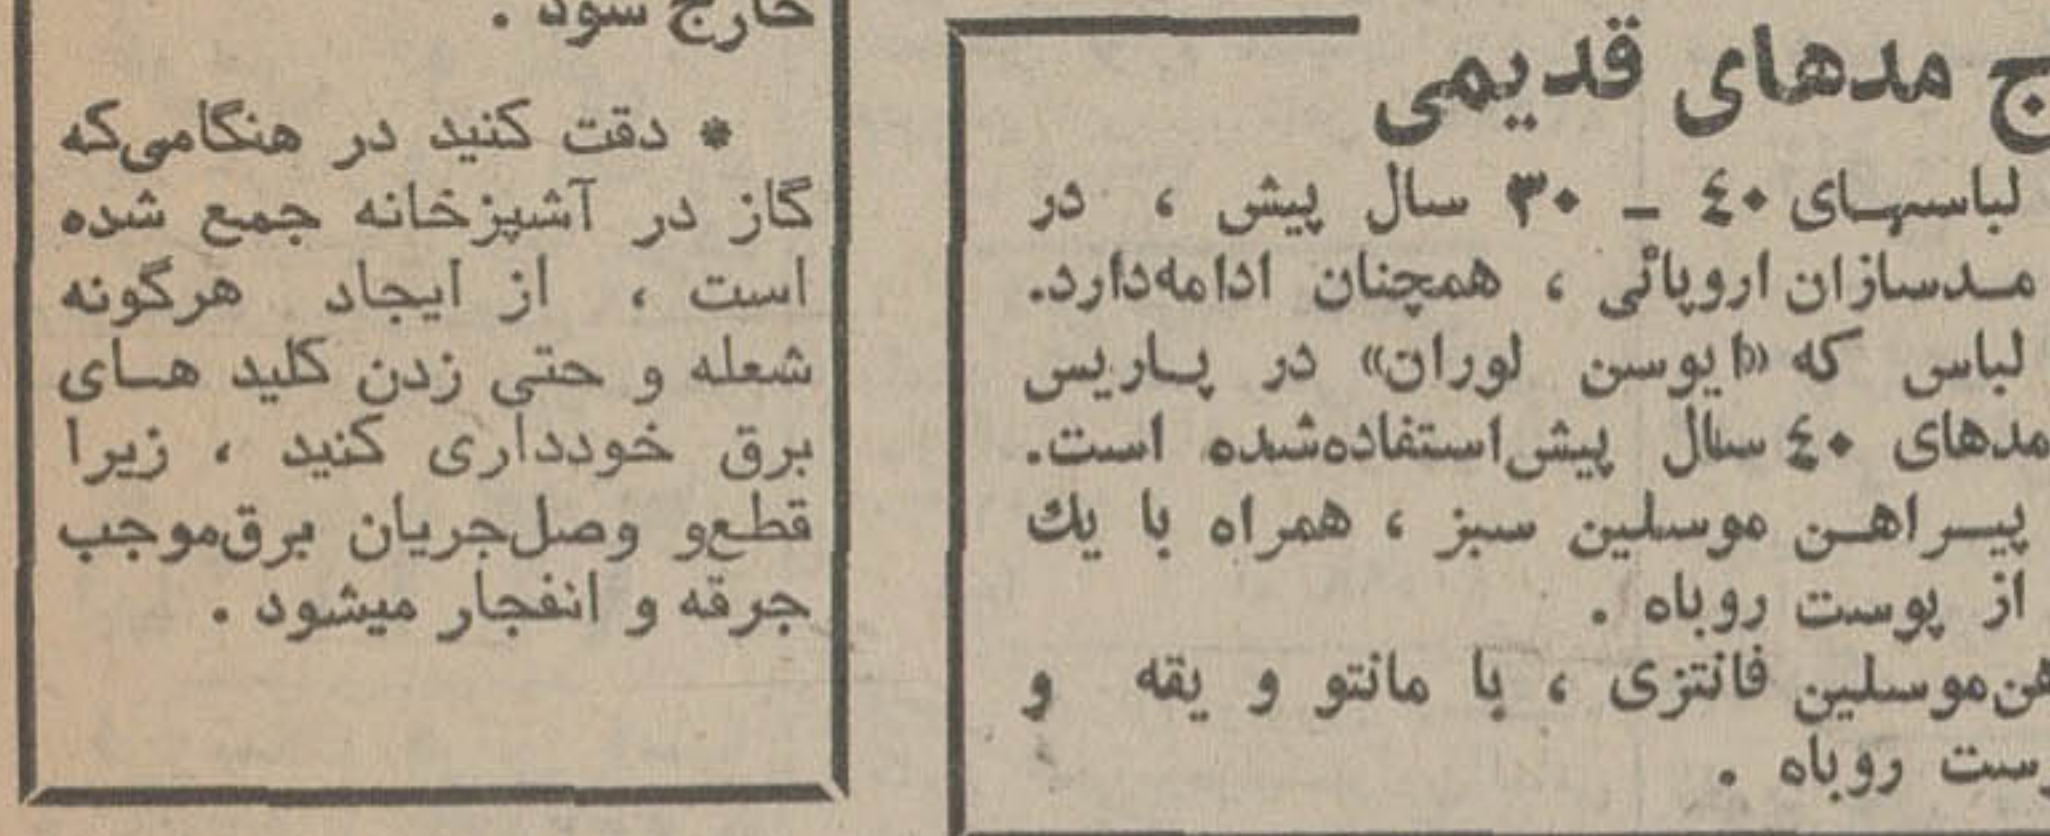 مدهای قدیمی
لباسهای ٤٠ - ٣٠ سال پیش ، در
مدسازان اروپائی ، همچنان ادامه‌دارد.
لباس که «ایوسن لوران» در پاریس
مدهای ٤٠ سال پیش‌استفاده‌شده است.
پیراهن موسلین سبز ، همراه با یك
از پوست روباه .
موسلین فانتزی ، با مانتو و یقه و
روباه .
خارج شود .
* دقت کنید در هنگامی‌که
گاز در آشپزخانه جمع شده
است ، از ایجاد هرگونه
شعله و حتی زدن کلید های
برق خودداری کنید ، زیرا
قطع‌و وصل‌جریان برق‌موجب
جرقه و انفجار میشود .